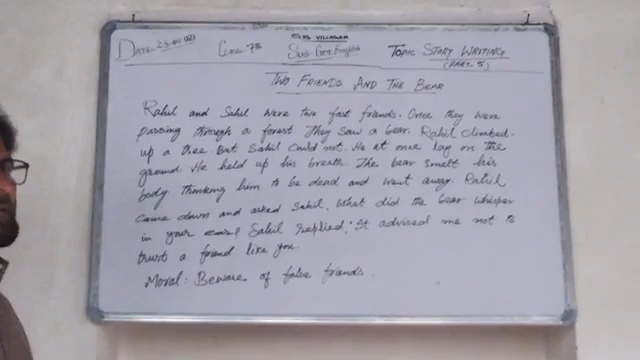 GHS VILLAGAM
DATE: 23-04-021 Class: 7th Sub: Gen. English TOPIC STORY WRITING
(PART 5)
TWO FRIENDS AND THE BEAR
Rahil and Sahil were two fast friends. Once they were
passing through a forest. They saw a bear. Rahil climbed
up a tree But Sahil could not. He at once lay on the
ground. He held up his breath. The bear smelt his
body thinking him to be dead and went away. Rahil
came down and asked Sahil, What did the bear whisper
in your ears? Sahil replied, "It advised me not to
trust a friend like you.
Moral: Beware of false friends.